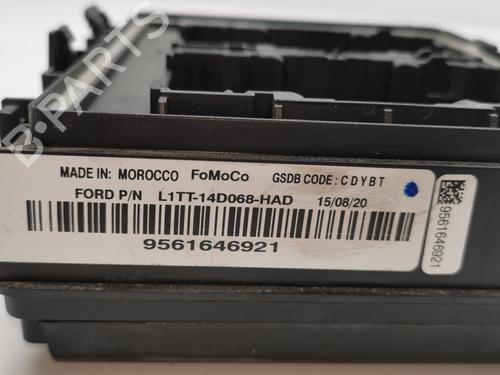 B-PARTS
MADE IN: MOROCCO FoMoCo GSDB CODE: CDYBT
FORD P/N L1TT-14D068-HAD 15/08/20
9561646921
9561646921